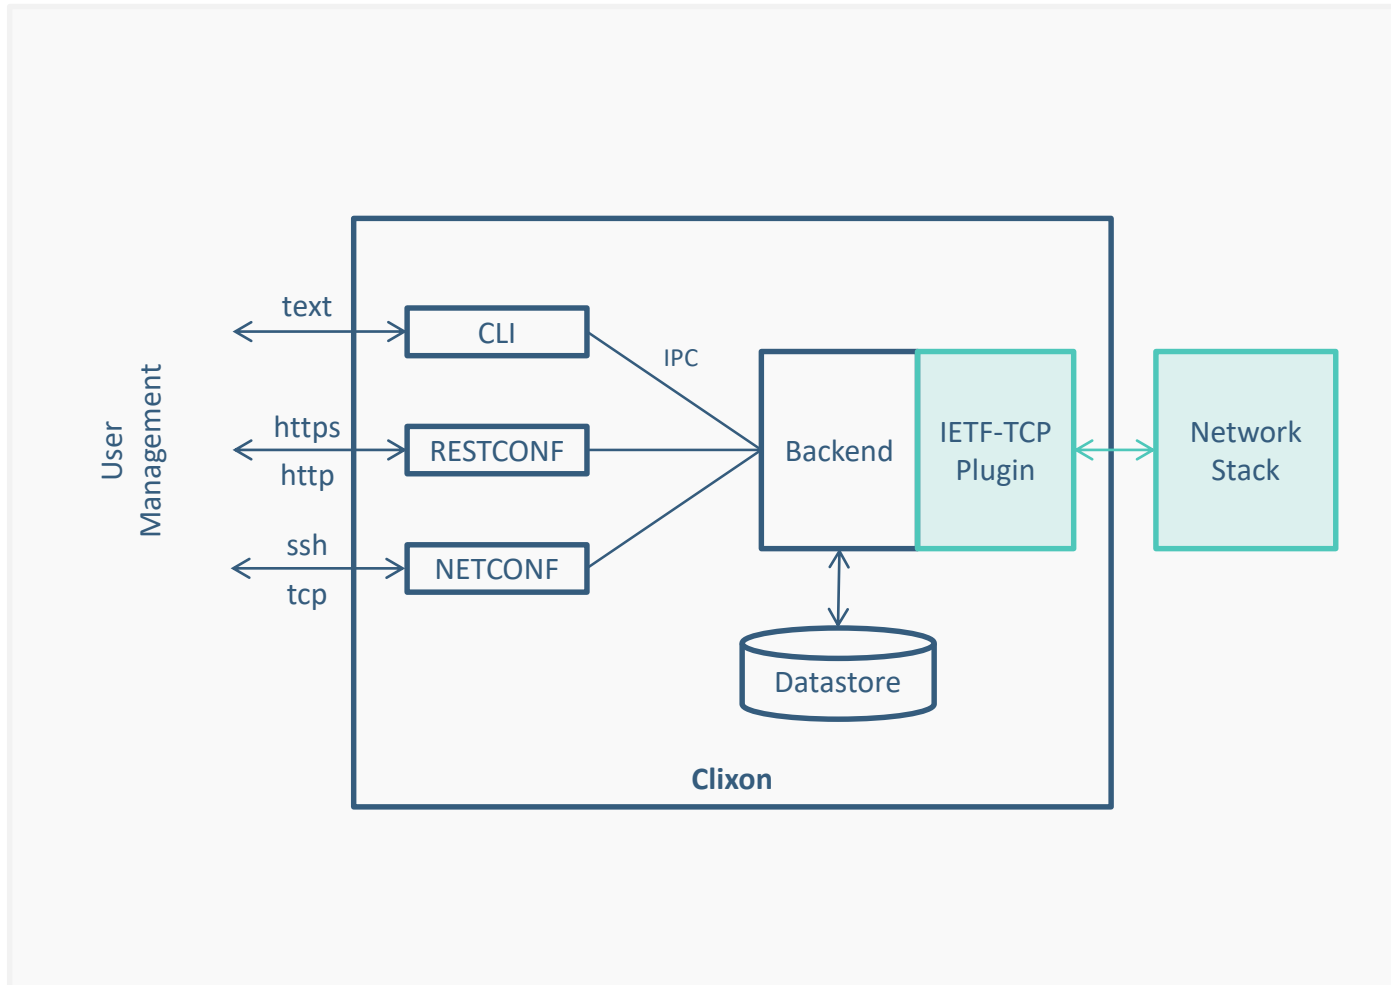 User
Management
text
https
http
ssh
tcp
CLI
RESTCONF
NETCONF
IPC
Backend
IETF-TCP
Plugin
Network
Stack
Datastore
Clixon